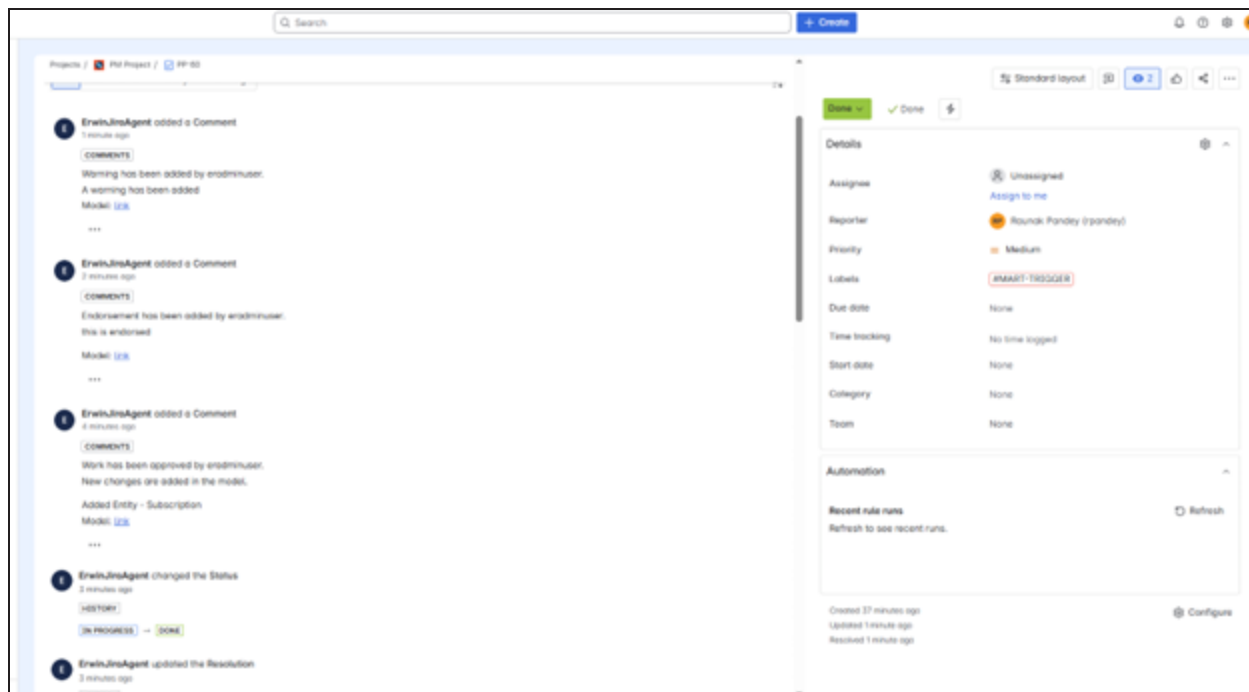 Search
+ Create
Projects / PM Project / PP-60
Standard layout
2
ErwinJiraAgent added a Comment
1 minute ago
COMMENTS
Warning has been added by eradminuser.
A warning has been added
Model: link
...
ErwinJiraAgent added a Comment
2 minutes ago
COMMENTS
Endorsement has been added by eradminuser.
this is endorsed
Model: link
...
ErwinJiraAgent added a Comment
4 minutes ago
COMMENTS
Work has been approved by eradminuser.
New changes are added in the model.
Added Entity - Subscription
Model: link
...
ErwinJiraAgent changed the Status
3 minutes ago
HISTORY
IN PROGRESS → DONE
ErwinJiraAgent updated the Resolution
3 minutes ago
Done
Done
Details
Assignee
Unassigned
Assign to me
Reporter
Raunak Pandey (rpandey)
Priority
Medium
Labels
#MART-TRIGGER
Due date
None
Time tracking
No time logged
Start date
None
Category
None
Team
None
Automation
Recent rule runs
Refresh
Refresh to see recent runs.
Created 37 minutes ago
Updated 1 minute ago
Resolved 1 minute ago
Configure